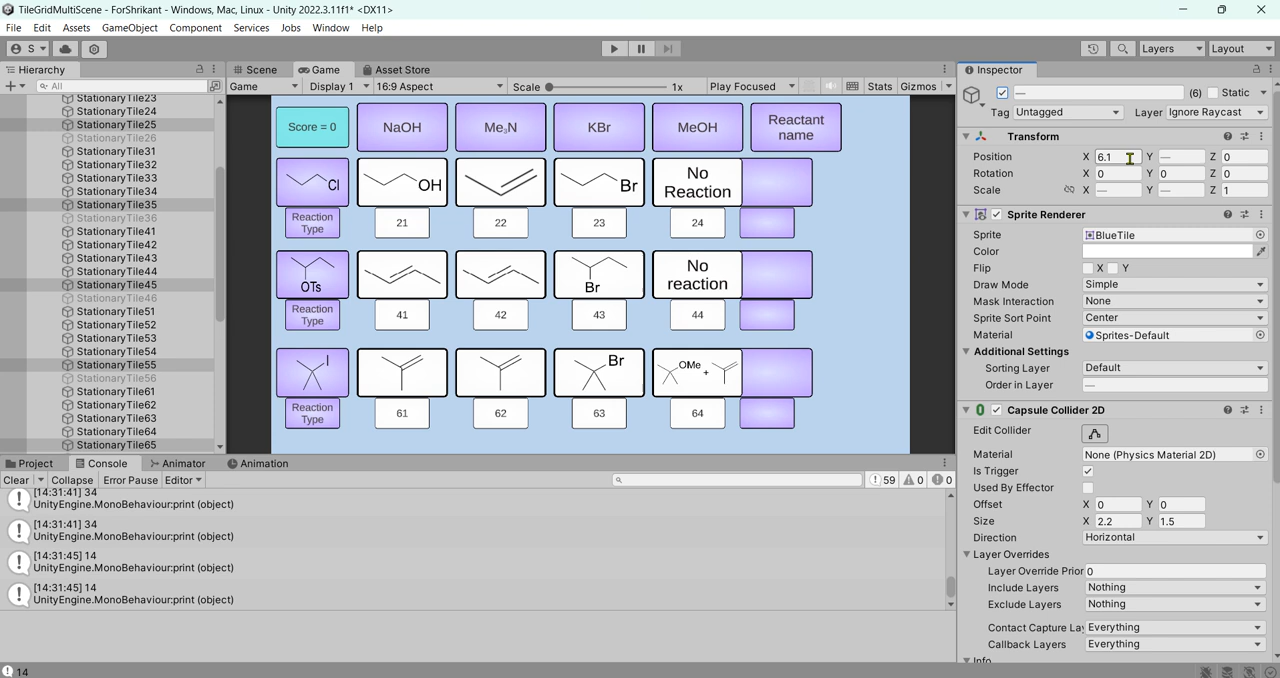 TileGridMultiScene - ForShrikant - Windows, Mac, Linux - Unity 2022.3.11f1* <DX11>
File Edit Assets GameObject Component Services Jobs Window Help
S Layers Layout
Hierarchy
All
StationaryTile23
StationaryTile24
StationaryTile25
StationaryTile26
StationaryTile31
StationaryTile32
StationaryTile33
StationaryTile34
StationaryTile35
StationaryTile36
StationaryTile41
StationaryTile42
StationaryTile43
StationaryTile44
StationaryTile45
StationaryTile46
StationaryTile51
StationaryTile52
StationaryTile53
StationaryTile54
StationaryTile55
StationaryTile56
StationaryTile61
StationaryTile62
StationaryTile63
StationaryTile64
StationaryTile65
Scene Game Asset Store
Game Display 1 16:9 Aspect Scale 1x Play Focused Stats Gizmos
Score = 0 NaOH Me₃N KBr MeOH Reactant name
Cl OH Br No Reaction
Reaction Type 21 22 23 24
OTs Br No reaction
Reaction Type 41 42 43 44
I Br OMe +
Reaction Type 61 62 63 64
Inspector
— (6) Static
Tag Untagged Layer Ignore Raycast
Transform
Position X 6.1 Y — Z 0
Rotation X 0 Y 0 Z 0
Scale X — Y — Z 1
Sprite Renderer
Sprite BlueTile
Color
Flip X Y
Draw Mode Simple
Mask Interaction None
Sprite Sort Point Center
Material Sprites-Default
Additional Settings
Sorting Layer Default
Order in Layer —
Capsule Collider 2D
Edit Collider
Material None (Physics Material 2D)
Is Trigger
Used By Effector
Offset X 0 Y 0
Size X 2.2 Y 1.5
Direction Horizontal
Layer Overrides
Layer Override Prior 0
Include Layers Nothing
Exclude Layers Nothing
Contact Capture La Everything
Callback Layers Everything
Info
Project Console Animator Animation
Clear Collapse Error Pause Editor 59 0 0
[14:31:41] 34
UnityEngine.MonoBehaviour:print (object)
[14:31:41] 34
UnityEngine.MonoBehaviour:print (object)
[14:31:45] 14
UnityEngine.MonoBehaviour:print (object)
[14:31:45] 14
UnityEngine.MonoBehaviour:print (object)
14